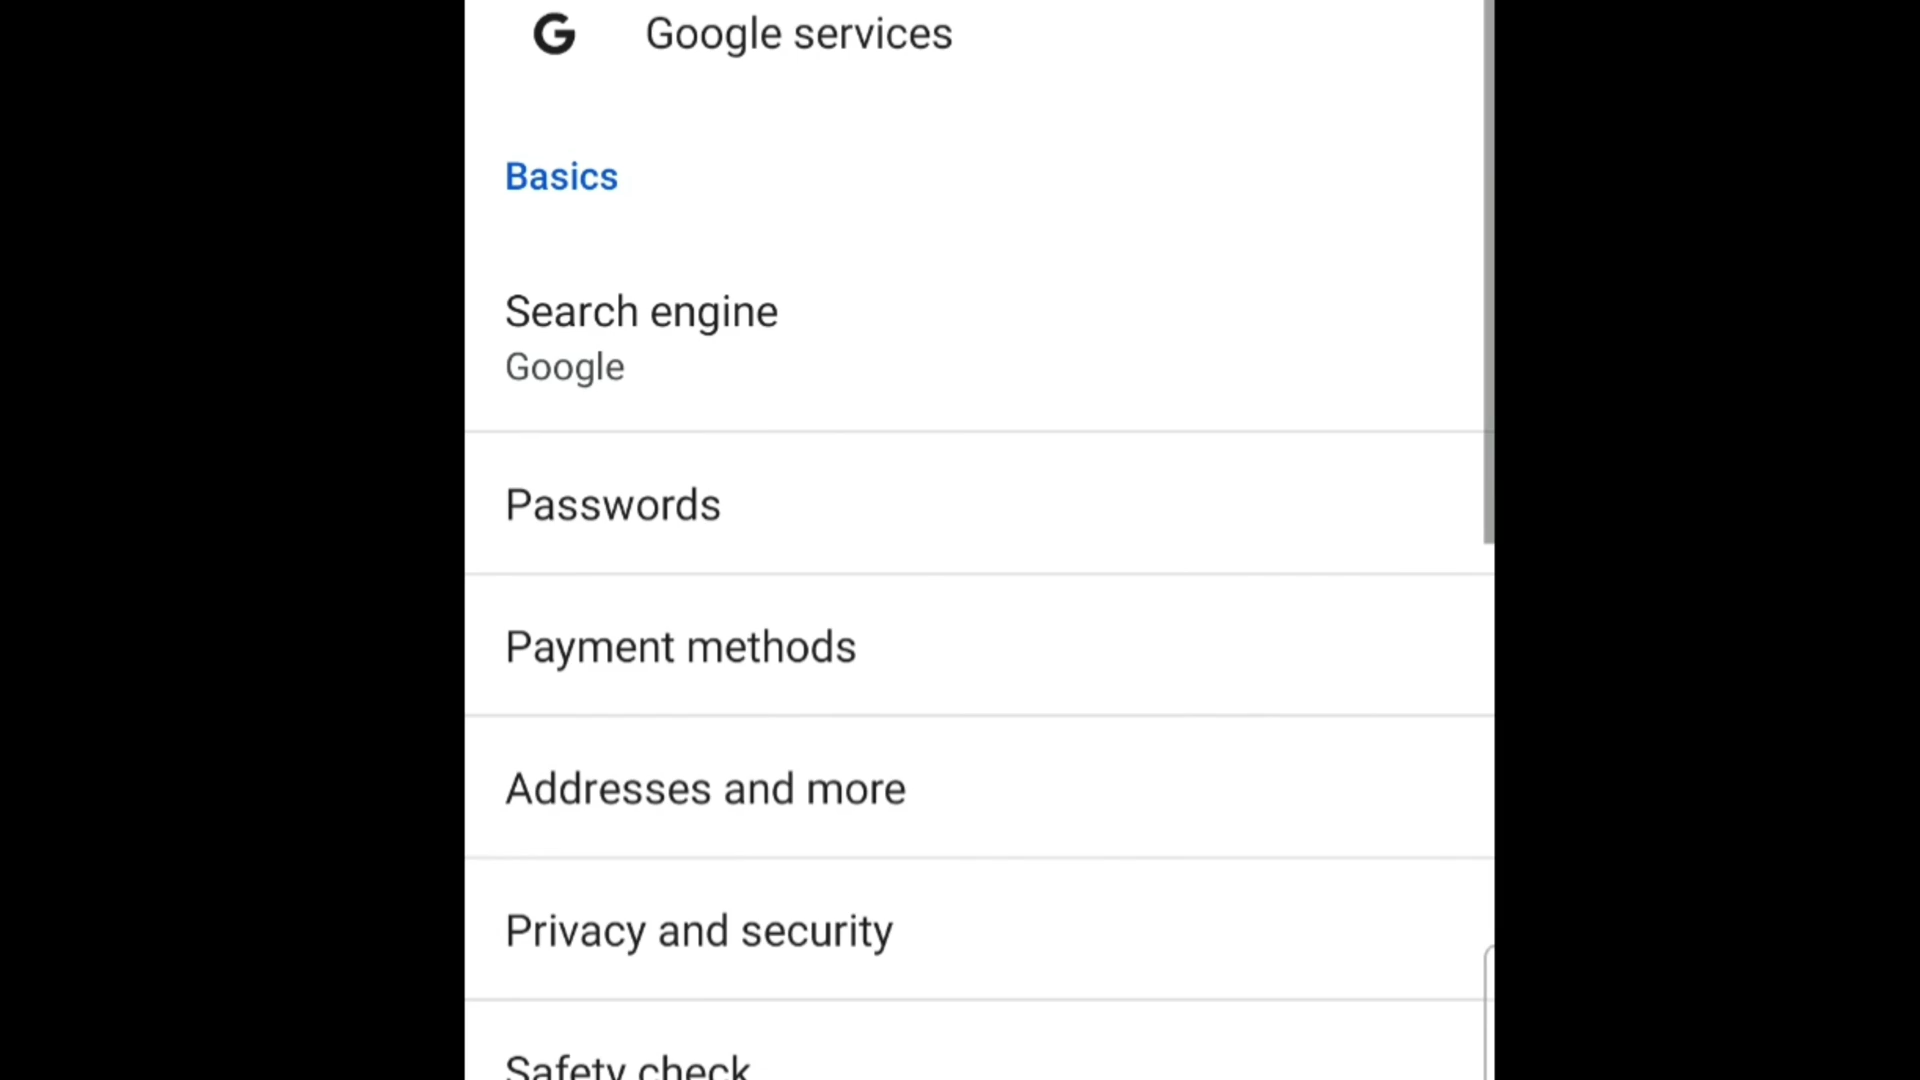 G Google services
Basics
Search engine
Google
Passwords
Payment methods
Addresses and more
Privacy and security
Safety check